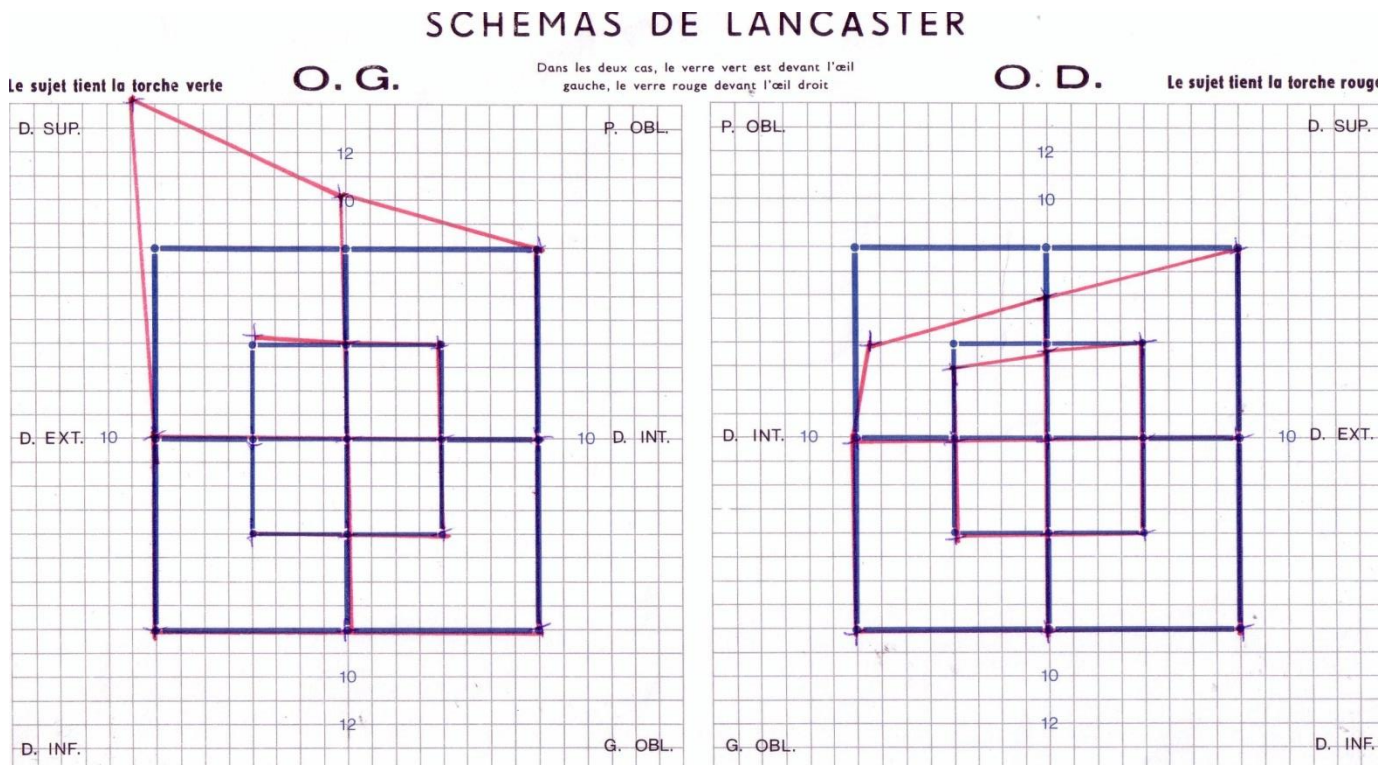 SCHEMAS DE LANCASTER
Le sujet tient la torche verte
O. G.
Dans les deux cas, le verre vert est devant l'œil
gauche, le verre rouge devant l'œil droit
O. D.
Le sujet tient la torche rouge
D. SUP.
P. OBL.
12
10
D. EXT. 10
10 D. INT.
10
12
D. INF.
G. OBL.
P. OBL.
D. SUP.
12
10
D. INT. 10
10 D. EXT.
10
12
G. OBL.
D. INF.